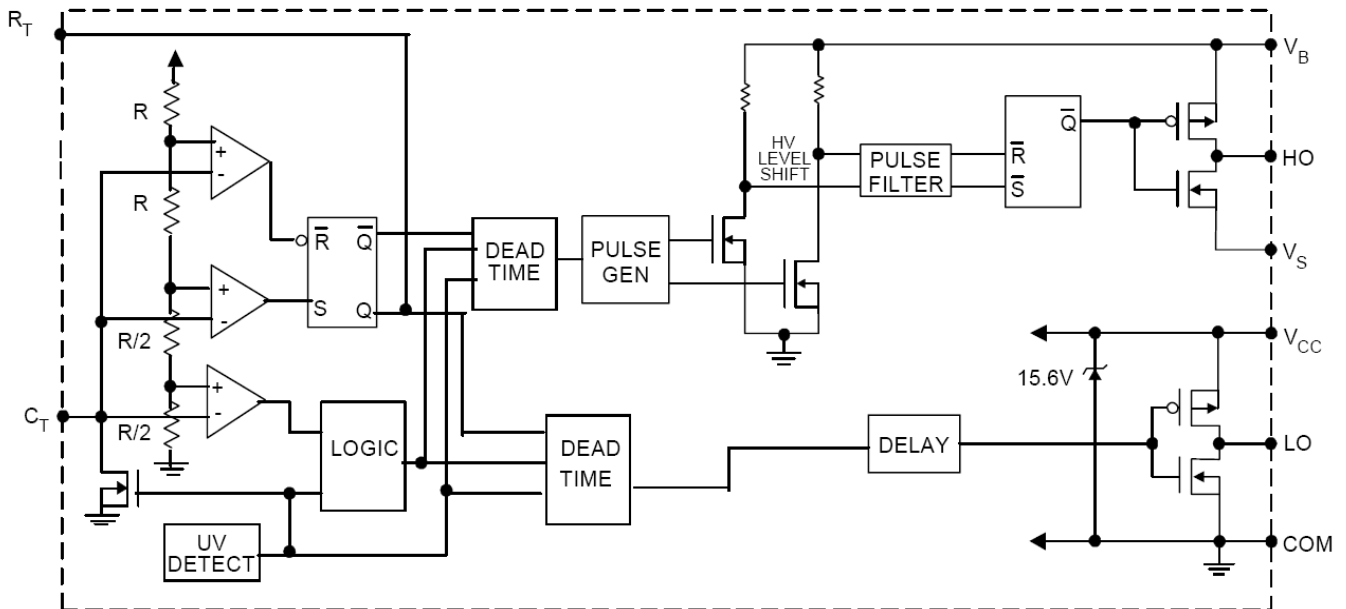 R_T
V_B
R
+
-
HV
LEVEL
SHIFT
PULSE
FILTER
R̅
S̅
Q̅
HO
R
R̅
Q̅
S
Q
DEAD
TIME
PULSE
GEN
V_S
+
-
R/2
+
-
R/2
C_T
LOGIC
DEAD
TIME
DELAY
15.6V
V_CC
LO
COM
UV
DETECT